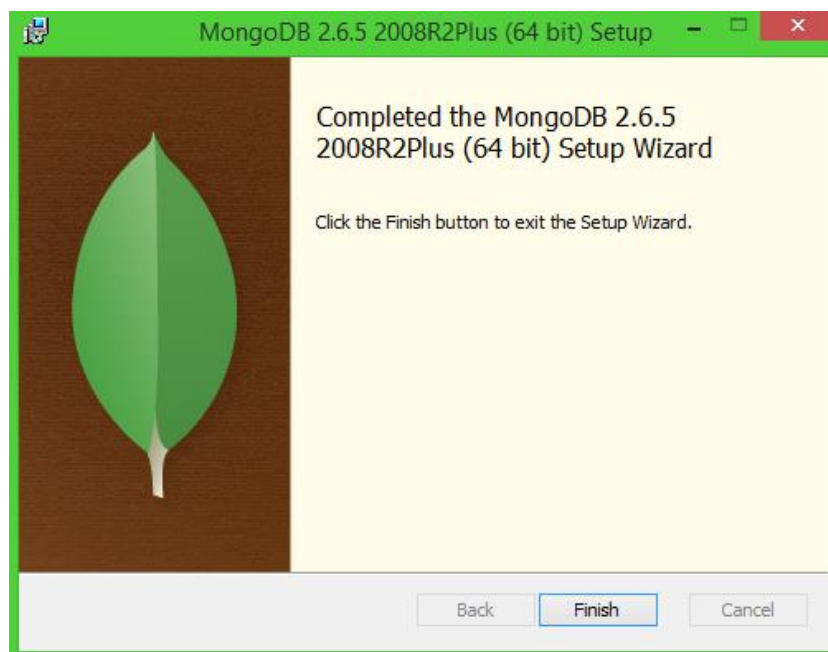 MongoDB 2.6.5 2008R2Plus (64 bit) Setup
Completed the MongoDB 2.6.5
2008R2Plus (64 bit) Setup Wizard
Click the Finish button to exit the Setup Wizard.
Back Finish Cancel